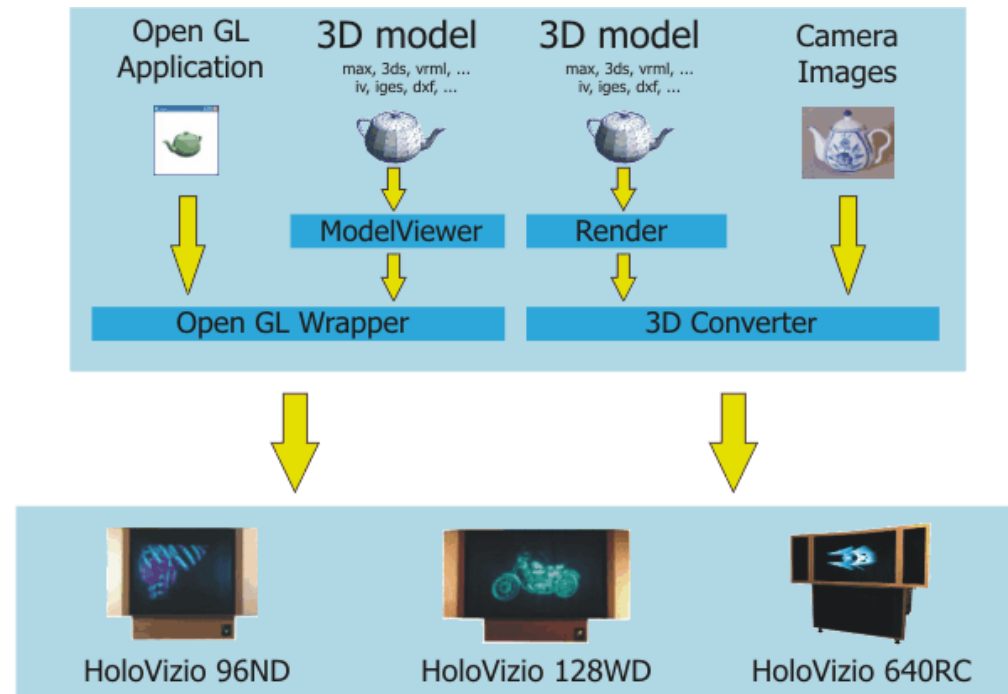 Open GL
Application
3D model
max, 3ds, vrml, ...
iv, iges, dxf, ...
3D model
max, 3ds, vrml, ...
iv, iges, dxf, ...
Camera
Images
ModelViewer
Render
Open GL Wrapper
3D Converter
HoloVizio 96ND
HoloVizio 128WD
HoloVizio 640RC